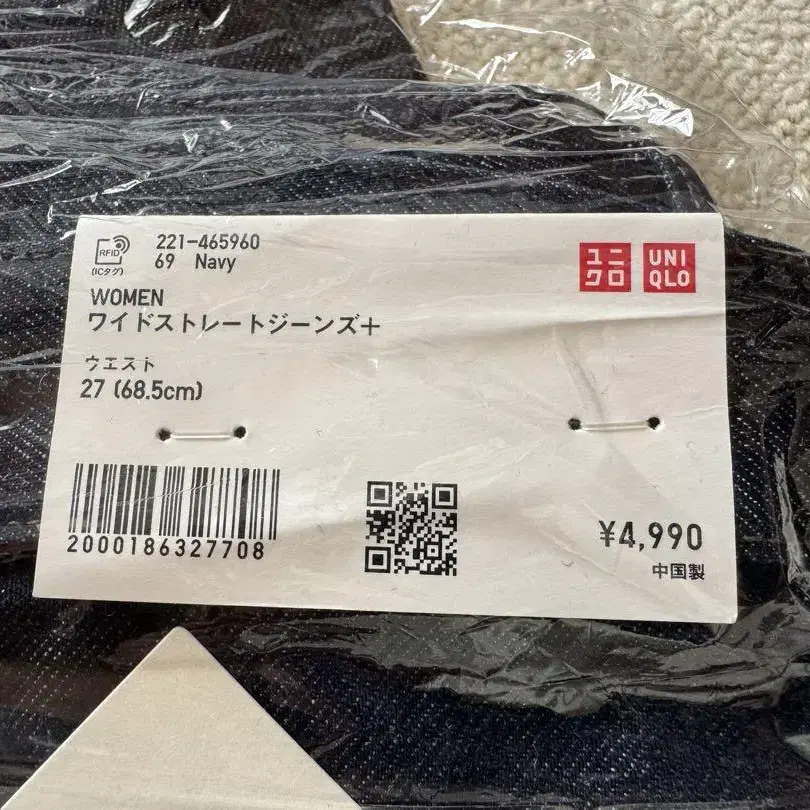 RFID
(ICタグ)
221-465960
69 Navy
ユニクロ
UNIQLO
WOMEN
ワイドストレートジーンズ+
ウエスト
27 (68.5cm)
2000186327708
¥4,990
中国製